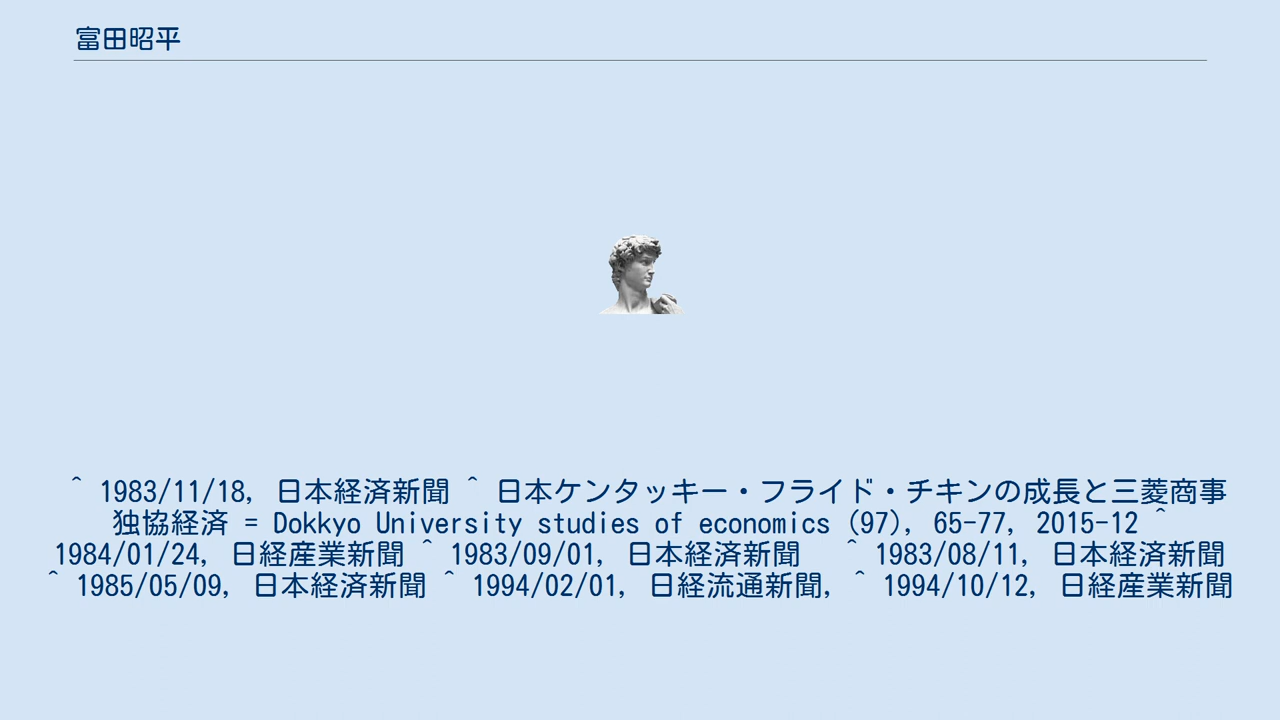 富田昭平
^ 1983/11/18, 日本経済新聞 ^ 日本ケンタッキー・フライド・チキンの成長と三菱商事
独協経済 = Dokkyo University studies of economics (97), 65-77, 2015-12 ^
1984/01/24, 日経産業新聞 ^ 1983/09/01, 日本経済新聞 ^ 1983/08/11, 日本経済新聞
^ 1985/05/09, 日本経済新聞 ^ 1994/02/01, 日経流通新聞, ^ 1994/10/12, 日経産業新聞